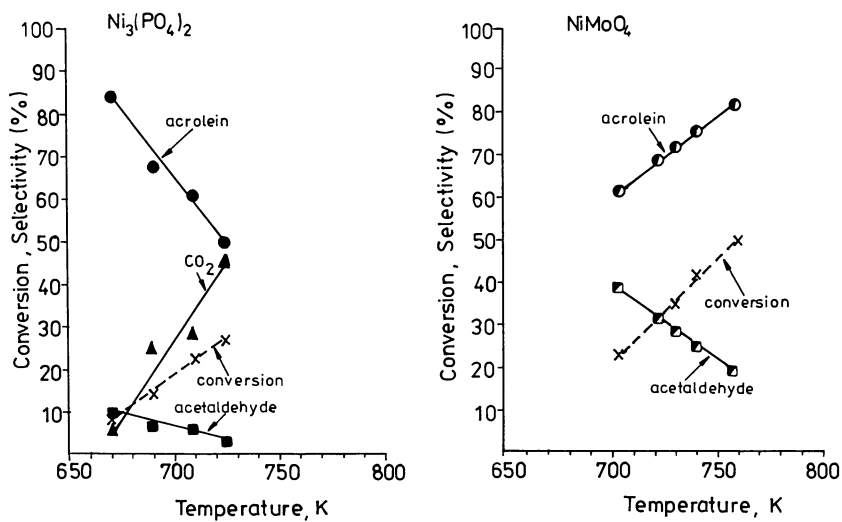 Ni₃(PO₄)₂
Conversion, Selectivity (%)
100
90
80
70
60
50
40
30
20
10
acrolein
CO₂
conversion
acetaldehyde
650
700
750
800
Temperature, K
NiMoO₄
Conversion, Selectivity (%)
100
90
80
70
60
50
40
30
20
10
acrolein
conversion
acetaldehyde
650
700
750
800
Temperature, K